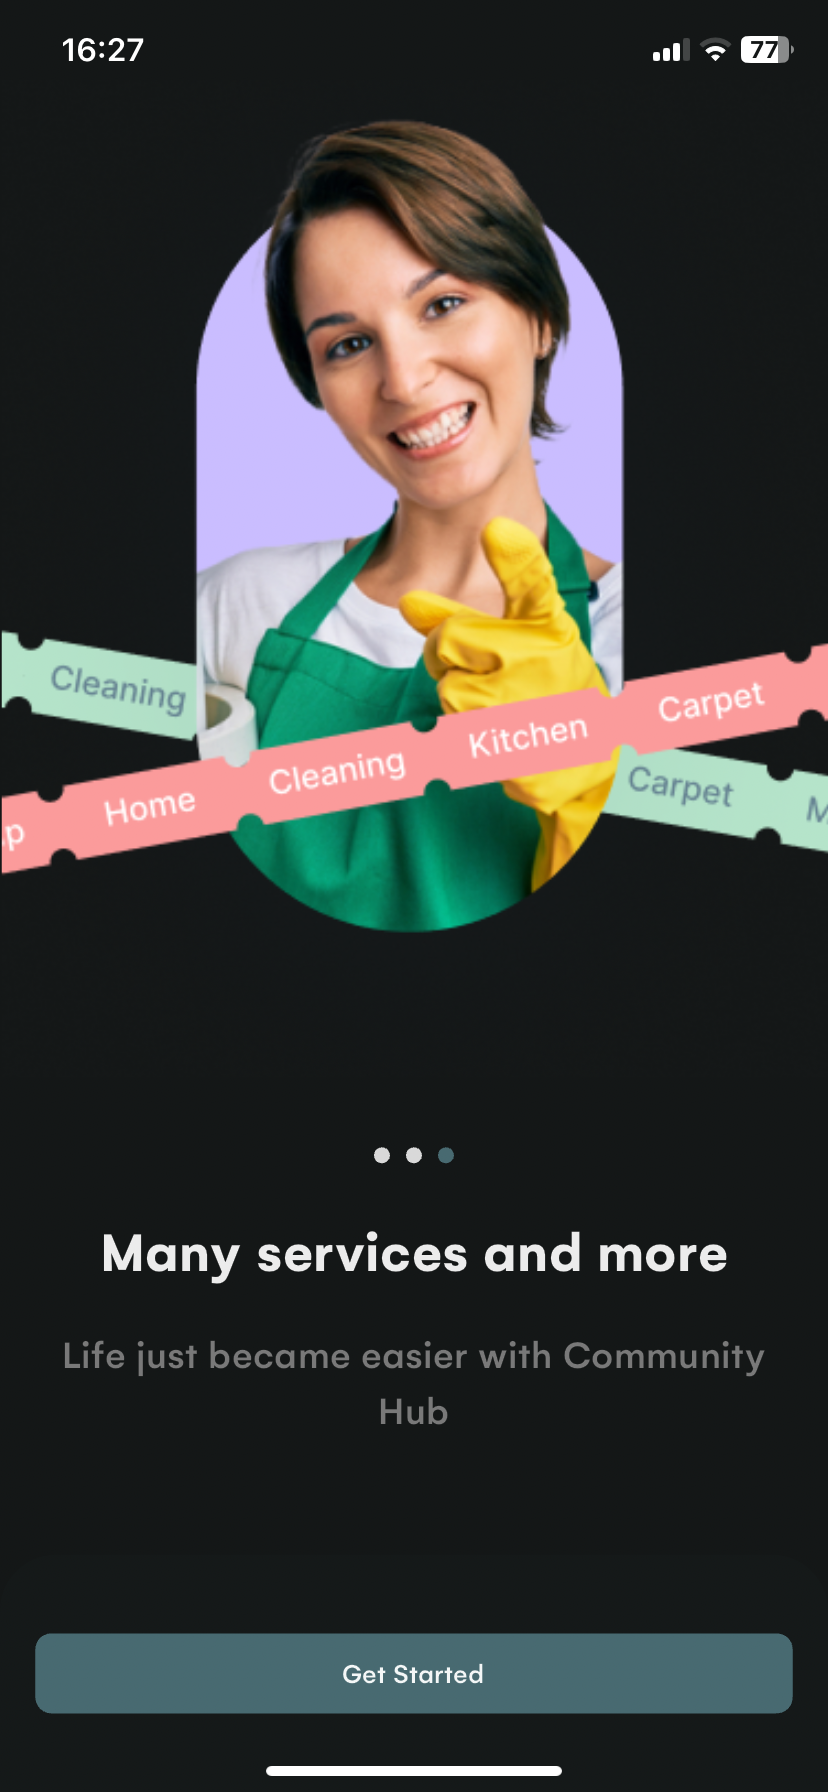 16:27
77
Cleaning
Home Cleaning Kitchen Carpet
Carpet
Many services and more
Life just became easier with Community
Hub
Get Started